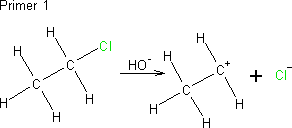 Primer 1
H Cl
H C
C
H H H
HO-
H
H C+
C H
H H
+ Cl-